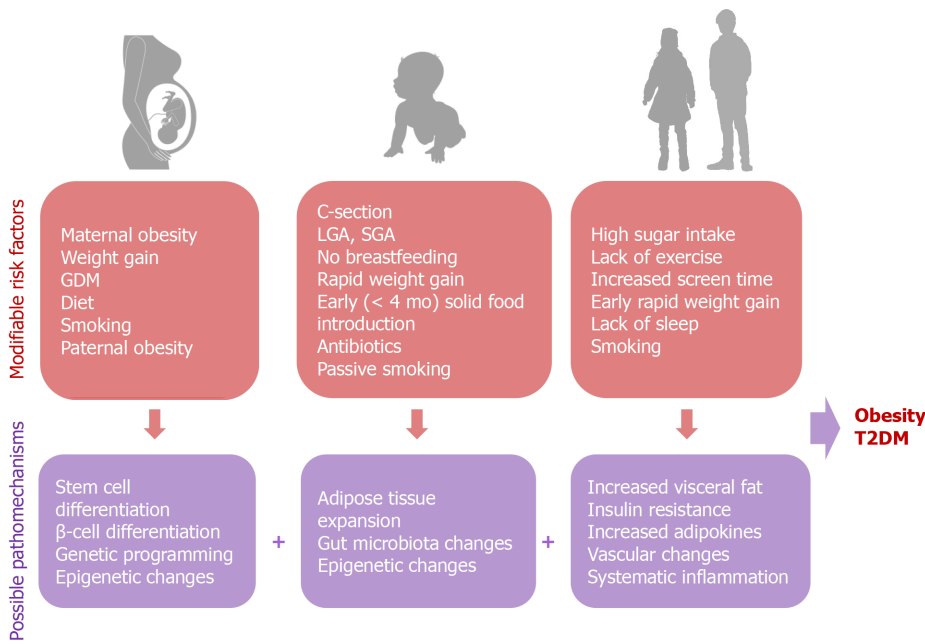 Modifiable risk factors
Maternal obesity
Weight gain
GDM
Diet
Smoking
Paternal obesity
C-section
LGA, SGA
No breastfeeding
Rapid weight gain
Early (< 4 mo) solid food
introduction
Antibiotics
Passive smoking
High sugar intake
Lack of exercise
Increased screen time
Early rapid weight gain
Lack of sleep
Smoking
Possible pathomechanisms
Stem cell
differentiation
β-cell differentiation
Genetic programming
Epigenetic changes
+
Adipose tissue
expansion
Gut microbiota changes
Epigenetic changes
+
Increased visceral fat
Insulin resistance
Increased adipokines
Vascular changes
Systematic inflammation
Obesity
T2DM